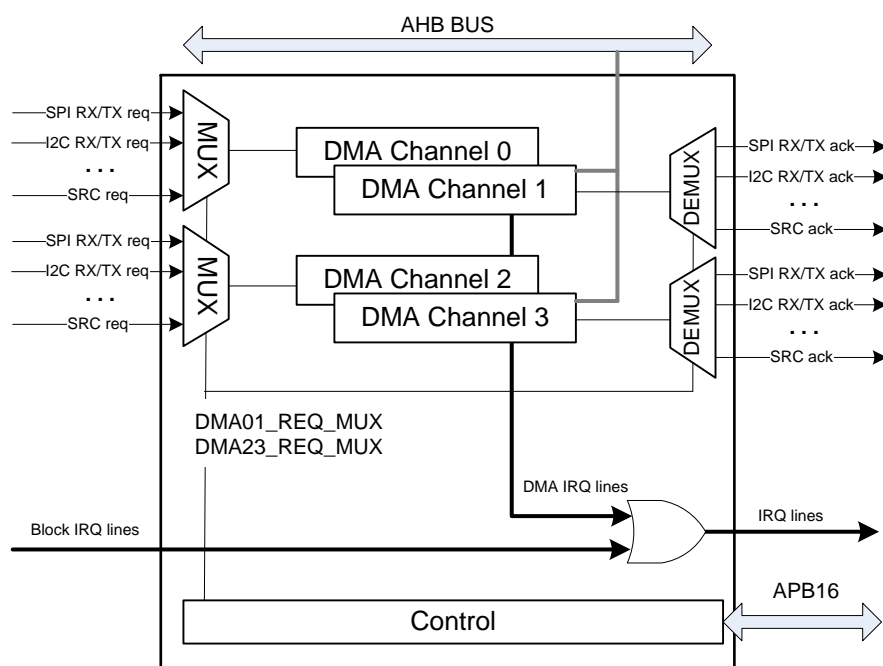 AHB BUS
SPI RX/TX req
I2C RX/TX req
. . .
SRC req
MUX
DMA Channel 0
DMA Channel 1
DEMUX
SPI RX/TX ack
I2C RX/TX ack
. . .
SRC ack
SPI RX/TX req
I2C RX/TX req
. . .
SRC req
MUX
DMA Channel 2
DMA Channel 3
DEMUX
SPI RX/TX ack
I2C RX/TX ack
. . .
SRC ack
DMA01_REQ_MUX
DMA23_REQ_MUX
DMA IRQ lines
Block IRQ lines
IRQ lines
APB16
Control